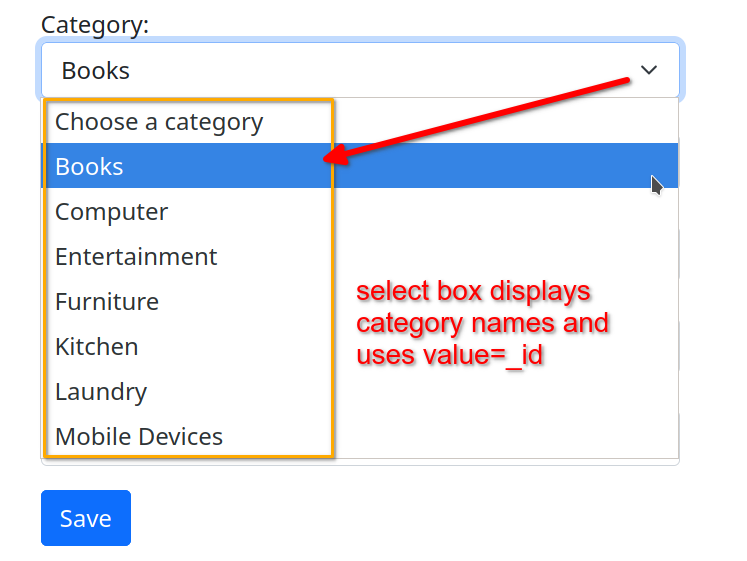 Category:
Books
Choose a category
Books
Computer
Entertainment
Furniture
Kitchen
Laundry
Mobile Devices
select box displays
category names and
uses value=_id
Save